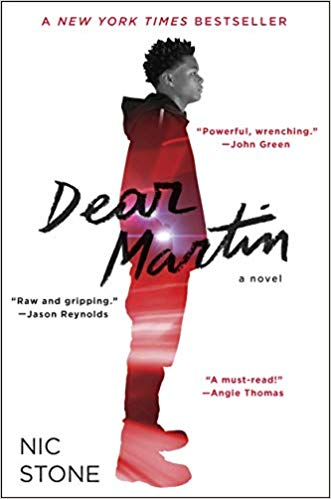 A NEW YORK TIMES BESTSELLER
"Powerful, wrenching."
—John Green
Dear
Martin
a novel
"Raw and gripping."
—Jason Reynolds
"A must-read!"
—Angie Thomas
NIC
STONE